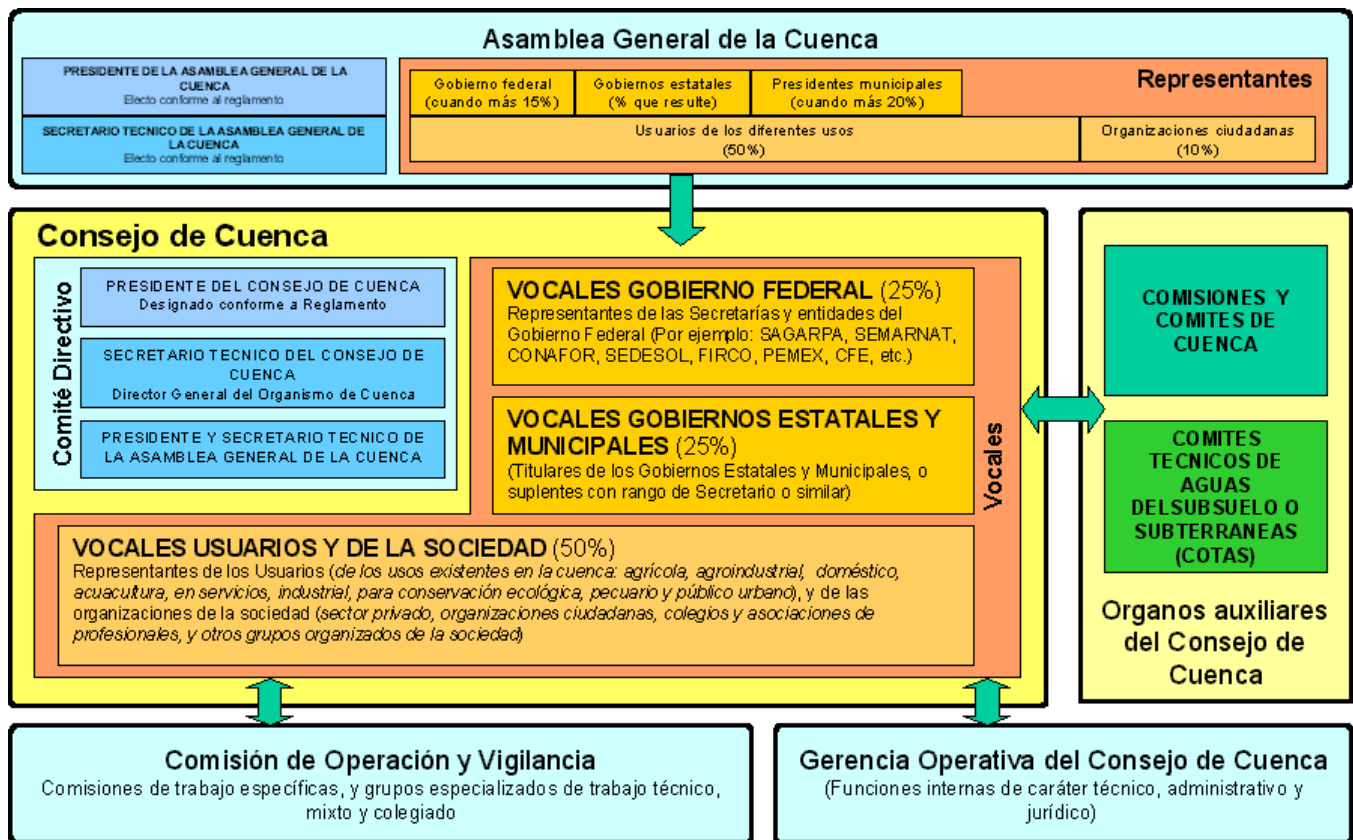 Asamblea General de la Cuenca
PRESIDENTE DE LA ASAMBLEA GENERAL DE LA
CUENCA
Electo conforme al reglamento
SECRETARIO TECNICO DE LA ASAMBLEA GENERAL DE
LA CUENCA
Electo conforme al reglamento
Representantes
Gobierno federal
(cuando más 15%)
Gobiernos estatales
(% que resulte)
Presidentes municipales
(cuando más 20%)
Usuarios de los diferentes usos
(50%)
Organizaciones ciudadanas
(10%)
Consejo de Cuenca
Comité Directivo
PRESIDENTE DEL CONSEJO DE CUENCA
Designado conforme a Reglamento
SECRETARIO TECNICO DEL CONSEJO DE
CUENCA
Director General del Organismo de Cuenca
PRESIDENTE Y SECRETARIO TECNICO DE
LA ASAMBLEA GENERAL DE LA CUENCA
VOCALES GOBIERNO FEDERAL (25%)
Representantes de las Secretarías y entidades del
Gobierno Federal (Por ejemplo: SAGARPA, SEMARNAT,
CONAFOR, SEDESOL, FIRCO, PEMEX, CFE, etc.)
VOCALES GOBIERNOS ESTATALES Y
MUNICIPALES (25%)
(Titulares de los Gobiernos Estatales y Municipales, o
suplentes con rango de Secretario o similar)
Vocales
VOCALES USUARIOS Y DE LA SOCIEDAD (50%)
Representantes de los Usuarios (de los usos existentes en la cuenca: agrícola, agroindustrial, doméstico,
acuacultura, en servicios, industrial, para conservación ecológica, pecuario y público urbano), y de las
organizaciones de la sociedad (sector privado, organizaciones ciudadanas, colegios y asociaciones de
profesionales, y otros grupos organizados de la sociedad)
COMISIONES Y
COMITES DE
CUENCA
COMITES
TECNICOS DE
AGUAS
DELSUBSUELO O
SUBTERRANEAS
(COTAS)
Organos auxiliares
del Consejo de
Cuenca
Comisión de Operación y Vigilancia
Comisiones de trabajo específicas, y grupos especializados de trabajo técnico,
mixto y colegiado
Gerencia Operativa del Consejo de Cuenca
(Funciones internas de caráter técnico, administrativo y
jurídico)